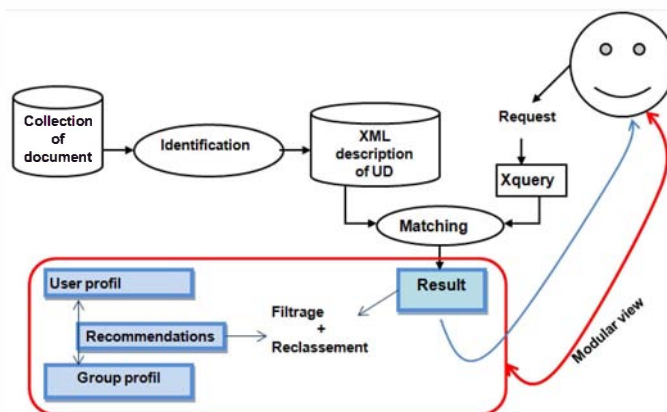 Collection
of
document
Identification
XML
description
of UD
Request
Xquery
Matching
User profil
Recommendations
Group profil
Filtrage
+
Reclassement
Result
Modular view